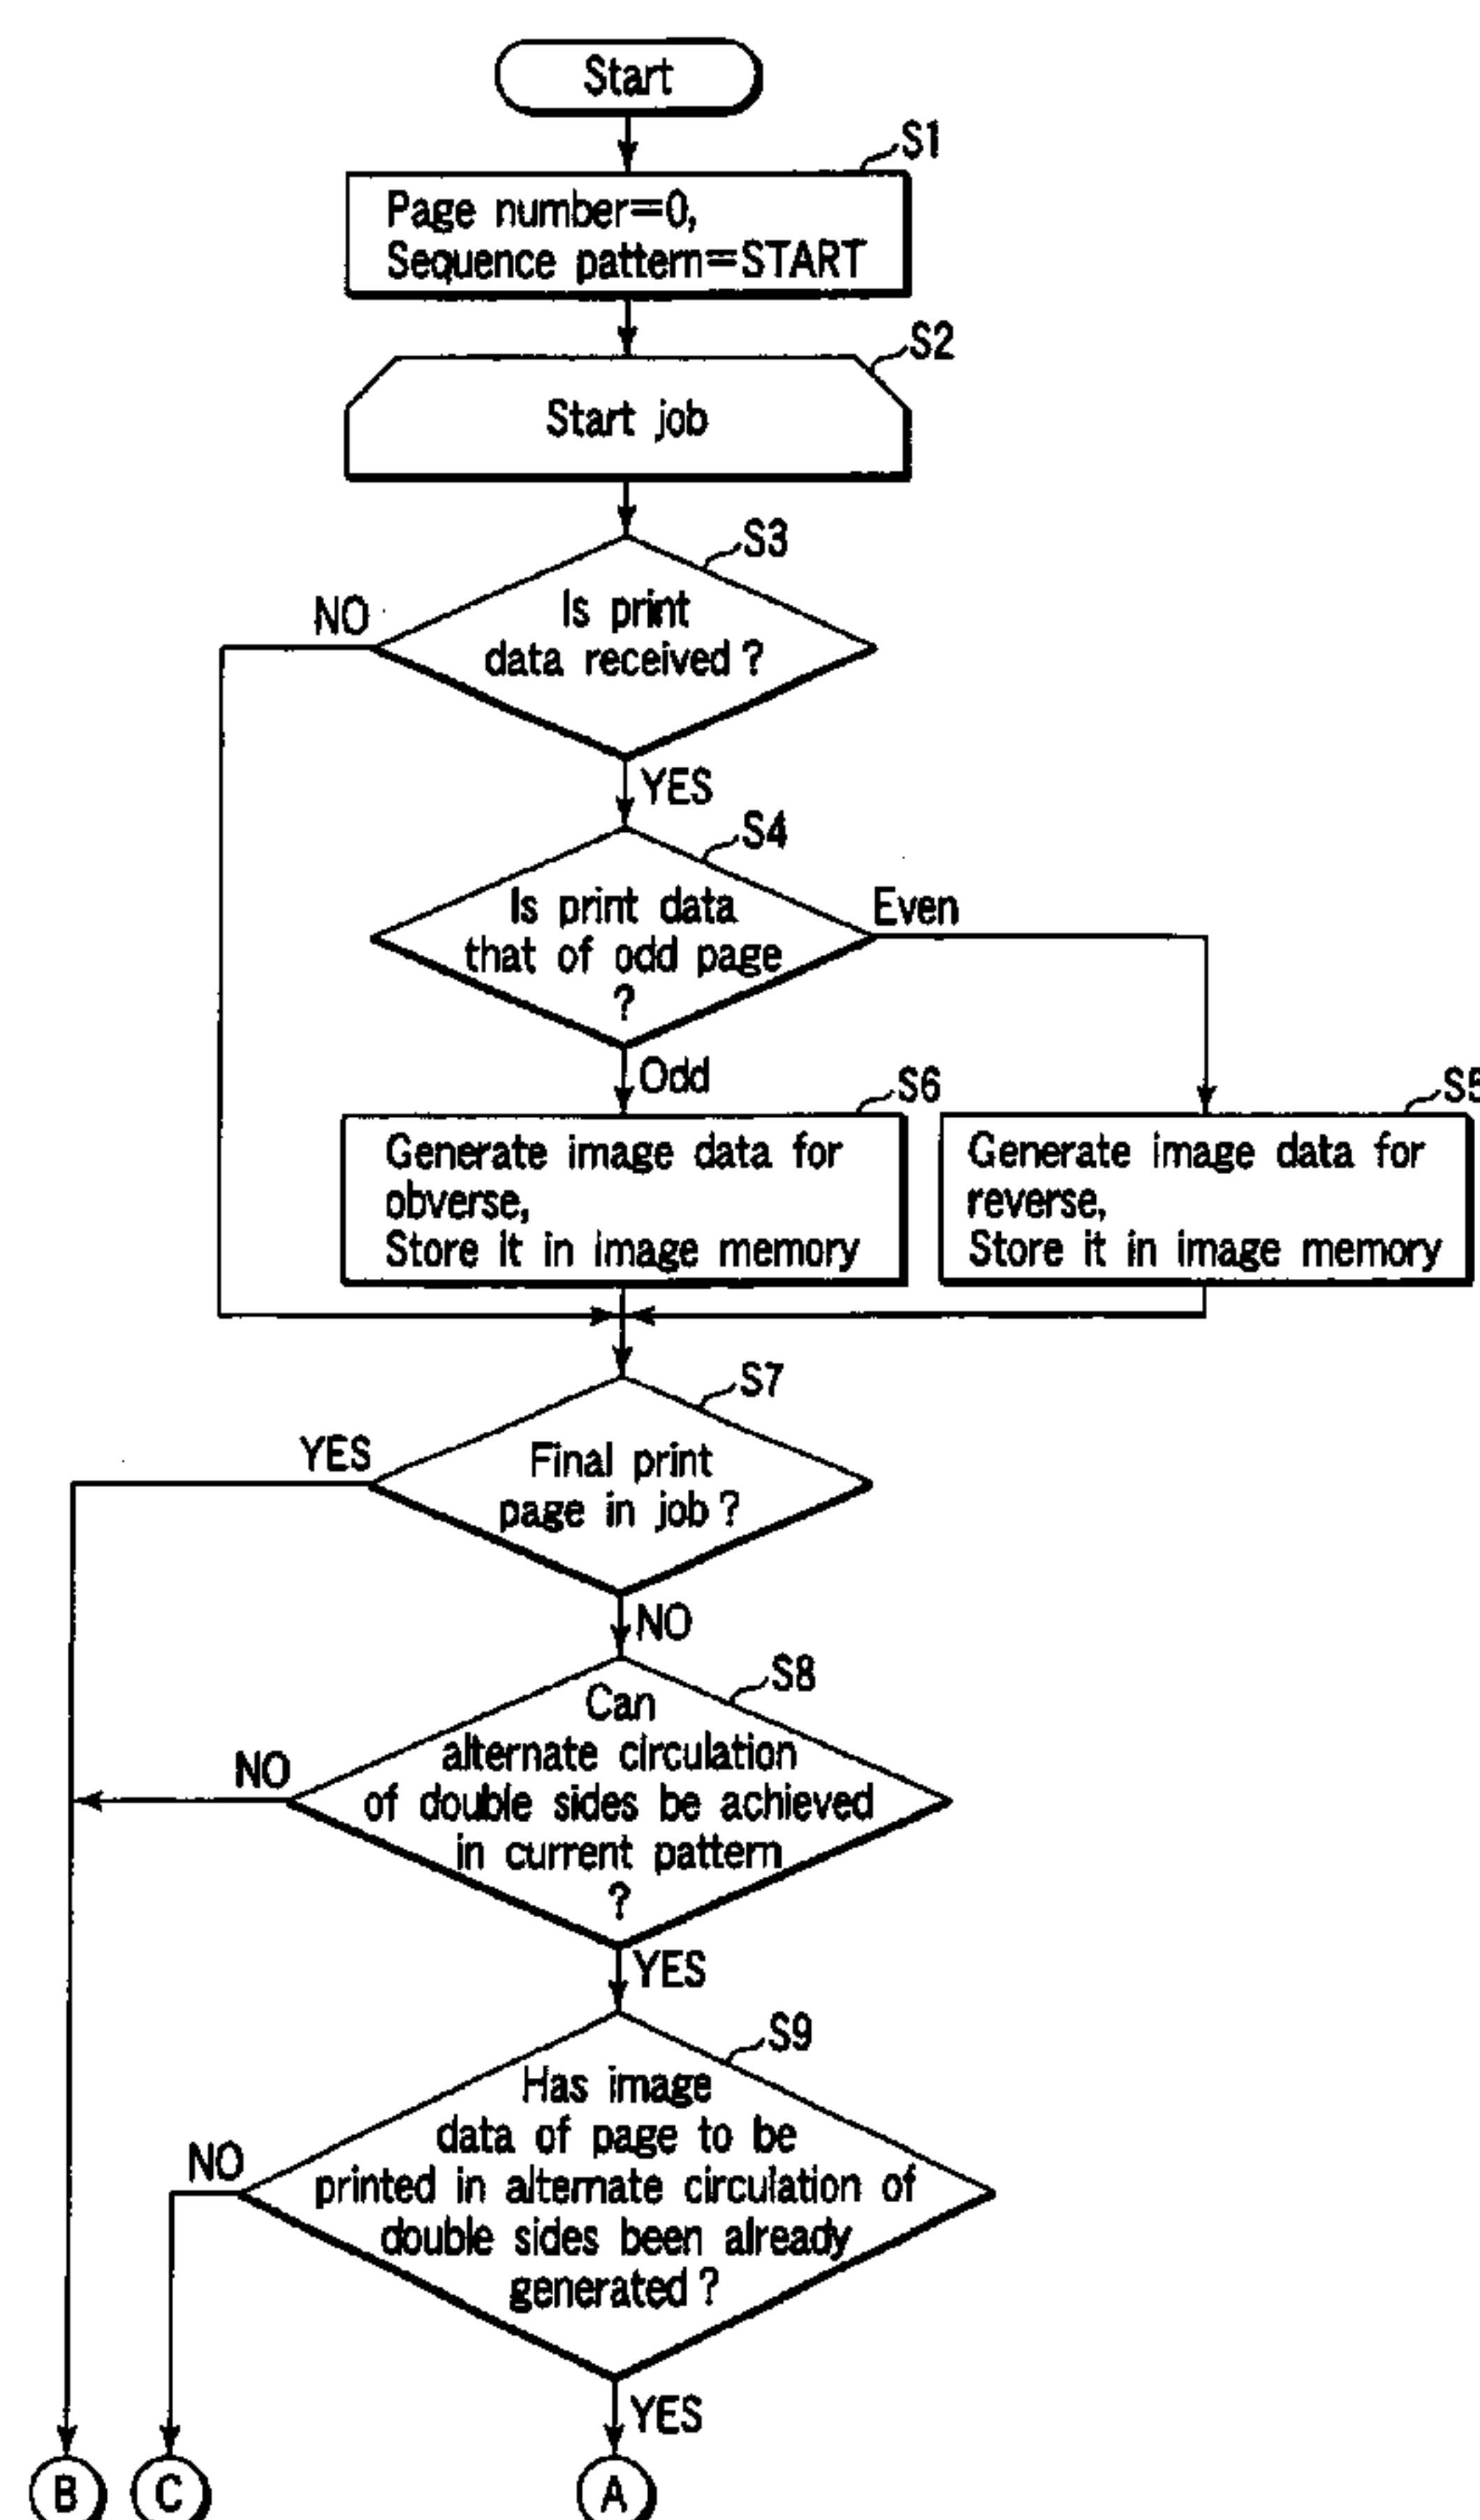 Start
S1
Page number=0,
Sequence pattern=START
S2
Start job
S3
NO
Is print
data received?
YES
S4
Is print data
that of odd page
?
Even
Odd
S6
Generate image data for
obverse,
Store it in image memory
S5
Generate image data for
reverse,
Store it in image memory
S7
YES
Final print
page in job?
NO
S8
Can
alternate circulation
of double sides be achieved
in current pattern
?
NO
YES
S9
Has image
data of page to be
printed in alternate circulation of
double sides been already
generated?
NO
YES
B
C
A